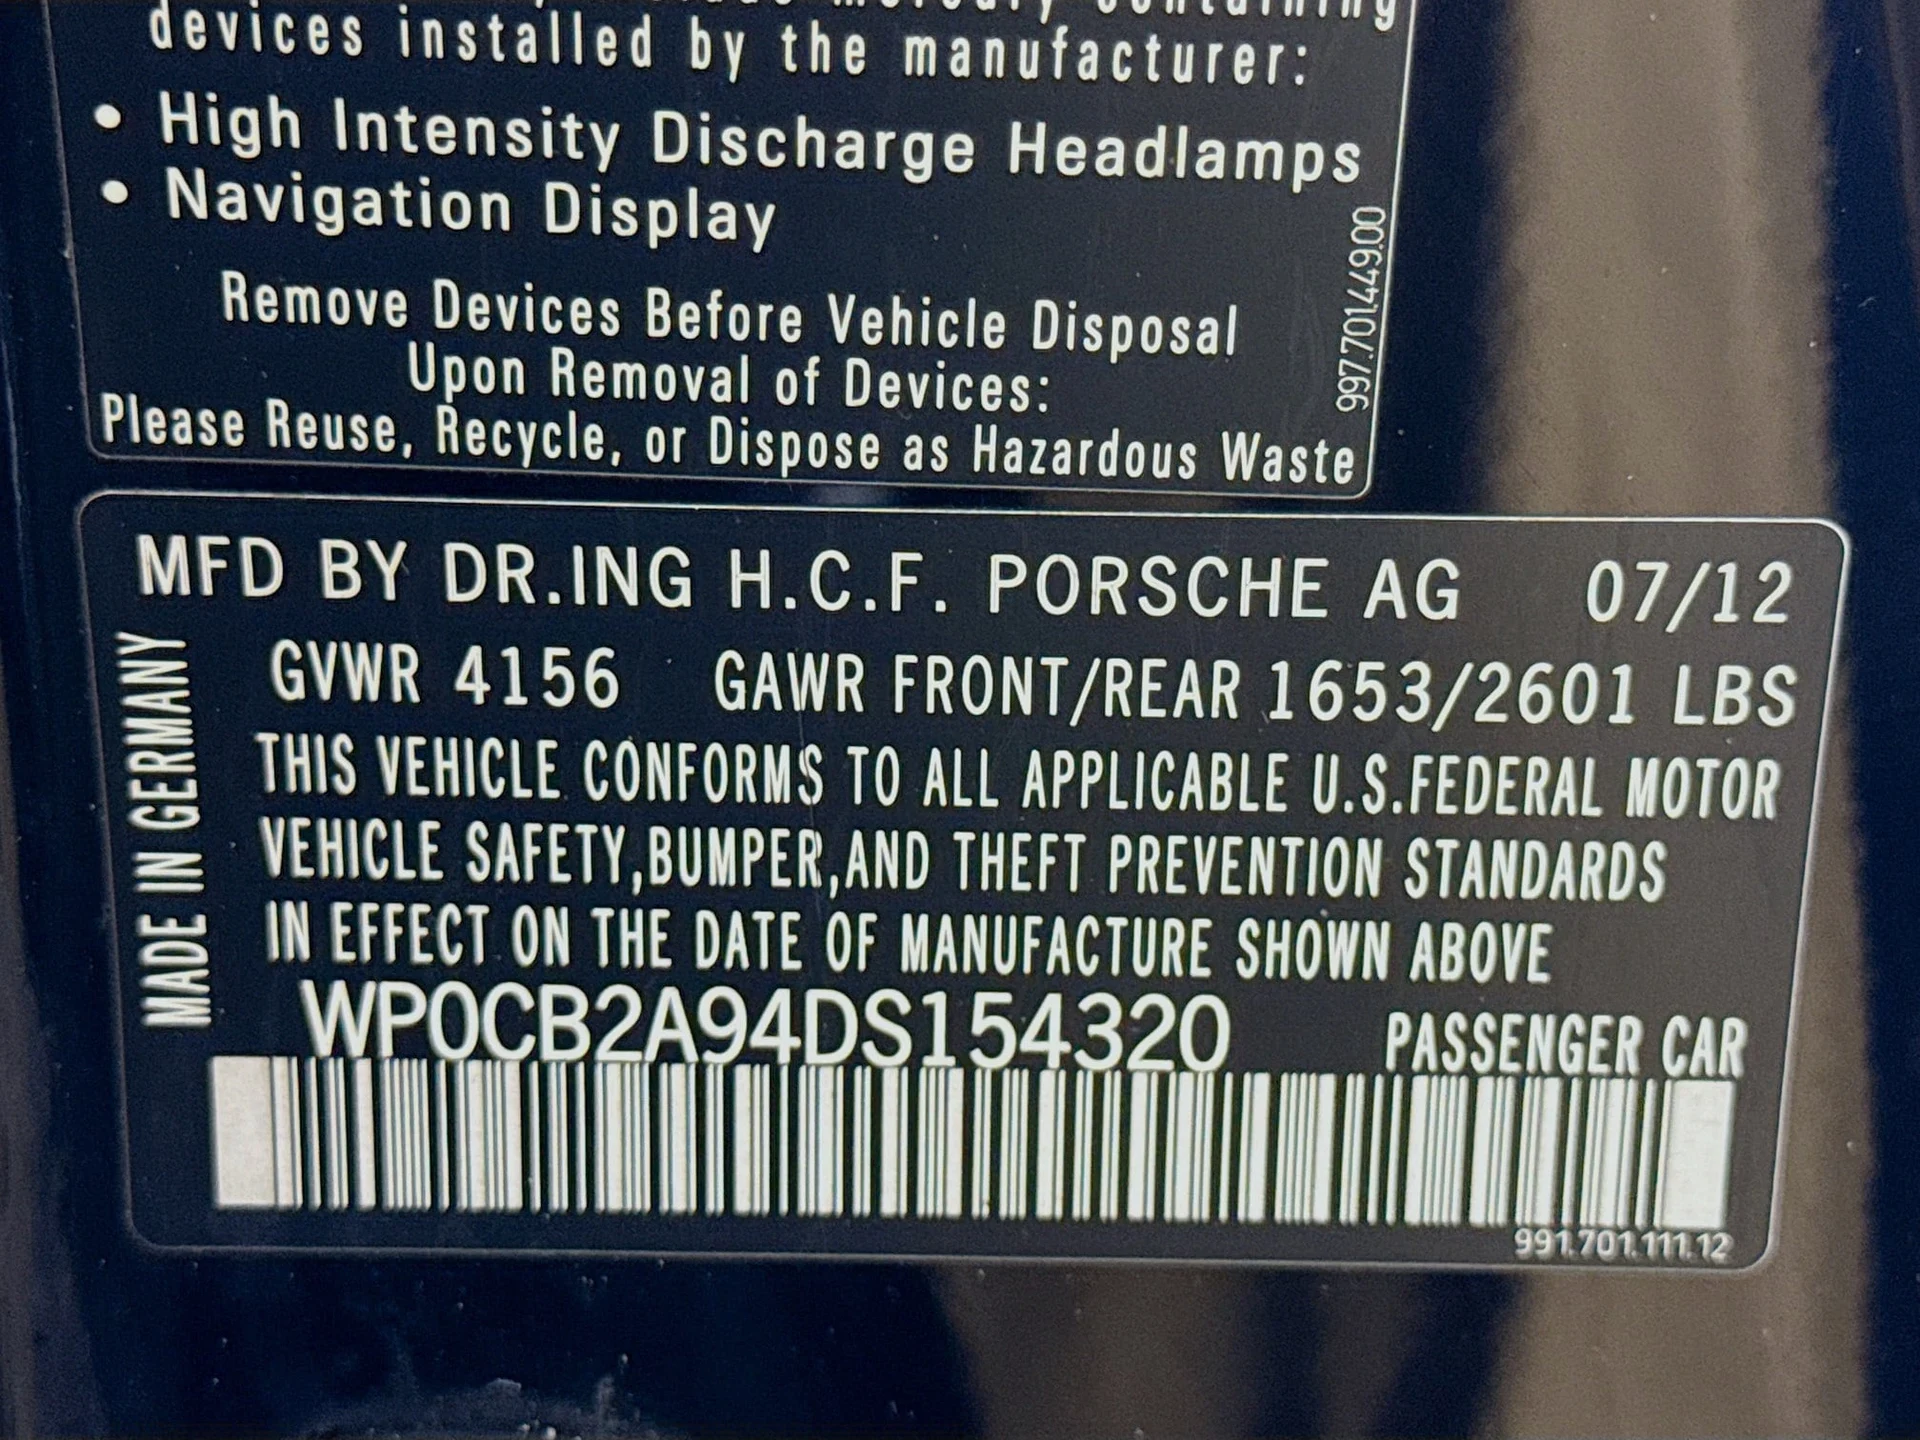 mercury containing
devices installed by the manufacturer:
• High Intensity Discharge Headlamps
• Navigation Display
Remove Devices Before Vehicle Disposal
Upon Removal of Devices:
Please Reuse, Recycle, or Dispose as Hazardous Waste
997.701.449.00
MFD BY DR.ING H.C.F. PORSCHE AG 07/12
GVWR 4156 GAWR FRONT/REAR 1653/2601 LBS
THIS VEHICLE CONFORMS TO ALL APPLICABLE U.S.FEDERAL MOTOR
VEHICLE SAFETY,BUMPER,AND THEFT PREVENTION STANDARDS
IN EFFECT ON THE DATE OF MANUFACTURE SHOWN ABOVE
MADE IN GERMANY
WP0CB2A94DS154320 PASSENGER CAR
991.701.111.12